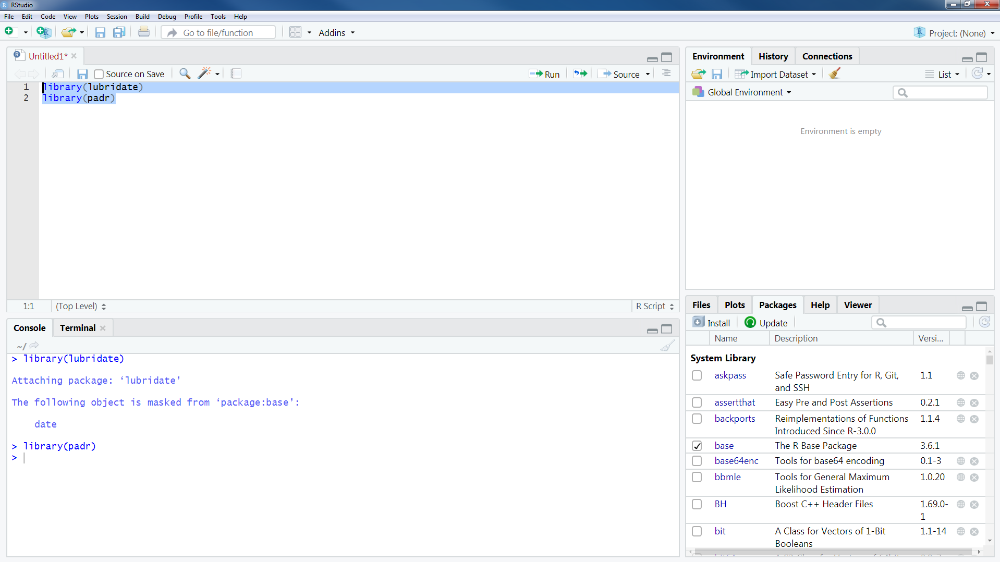 RStudio
File Edit Code View Plots Session Build Debug Profile Tools Help
Go to file/function Addins Project: (None)
Untitled1*
Source on Save Run Source
1 library(lubridate)
2 library(padr)
1:1 (Top Level) R Script
Console Terminal
~/
> library(lubridate)
Attaching package: ‘lubridate’
The following object is masked from ‘package:base’:
date
> library(padr)
>
Environment History Connections
Import Dataset List
Global Environment
Environment is empty
Files Plots Packages Help Viewer
Install Update
Name Description Versi...
System Library
askpass Safe Password Entry for R, Git, 1.1
and SSH
assertthat Easy Pre and Post Assertions 0.2.1
backports Reimplementations of Functions 1.1.4
Introduced Since R-3.0.0
base The R Base Package 3.6.1
base64enc Tools for base64 encoding 0.1-3
bbmle Tools for General Maximum 1.0.20
Likelihood Estimation
BH Boost C++ Header Files 1.69.0-
1
bit A Class for Vectors of 1-Bit 1.1-14
Booleans